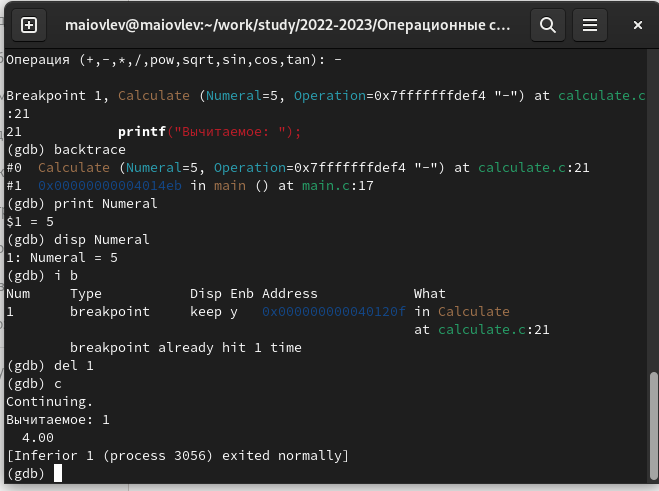 maiovlev@maiovlev:~/work/study/2022-2023/Операционные с...
Операция (+,-,*,/,pow,sqrt,sin,cos,tan): -
Breakpoint 1, Calculate (Numeral=5, Operation=0x7fffffffdef4 "-") at calculate.c
:21
21 printf("Вычитаемое: ");
(gdb) backtrace
#0 Calculate (Numeral=5, Operation=0x7fffffffdef4 "-") at calculate.c:21
#1 0x00000000004014eb in main () at main.c:17
(gdb) print Numeral
$1 = 5
(gdb) disp Numeral
1: Numeral = 5
(gdb) i b
Num Type Disp Enb Address What
1 breakpoint keep y 0x000000000040120f in Calculate
at calculate.c:21
breakpoint already hit 1 time
(gdb) del 1
(gdb) c
Continuing.
Вычитаемое: 1
4.00
[Inferior 1 (process 3056) exited normally]
(gdb)